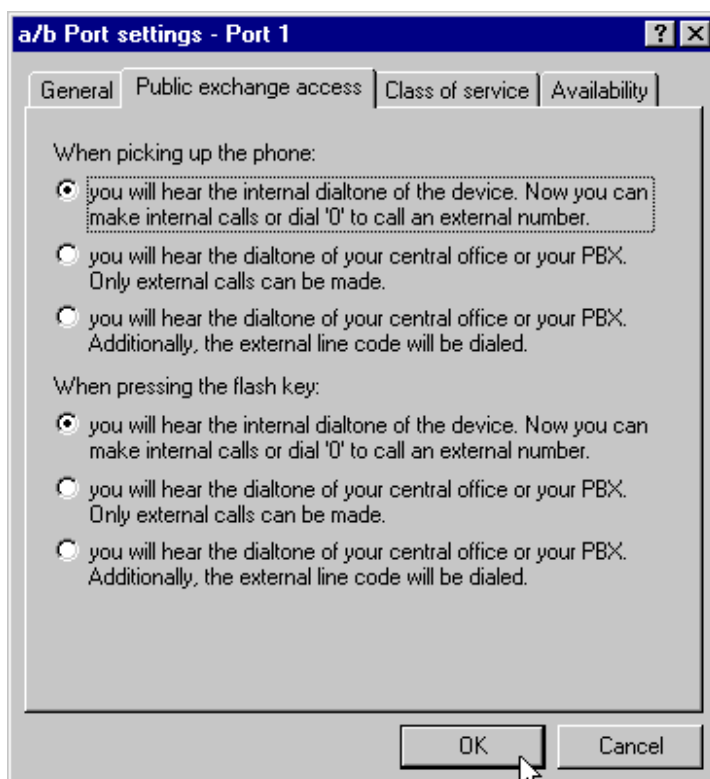 a/b Port settings - Port 1
General
Public exchange access
Class of service
Availability
When picking up the phone:
you will hear the internal dialtone of the device. Now you can
make internal calls or dial '0' to call an external number.
you will hear the dialtone of your central office or your PBX.
Only external calls can be made.
you will hear the dialtone of your central office or your PBX.
Additionally, the external line code will be dialed.
When pressing the flash key:
you will hear the internal dialtone of the device. Now you can
make internal calls or dial '0' to call an external number.
you will hear the dialtone of your central office or your PBX.
Only external calls can be made.
you will hear the dialtone of your central office or your PBX.
Additionally, the external line code will be dialed.
OK
Cancel